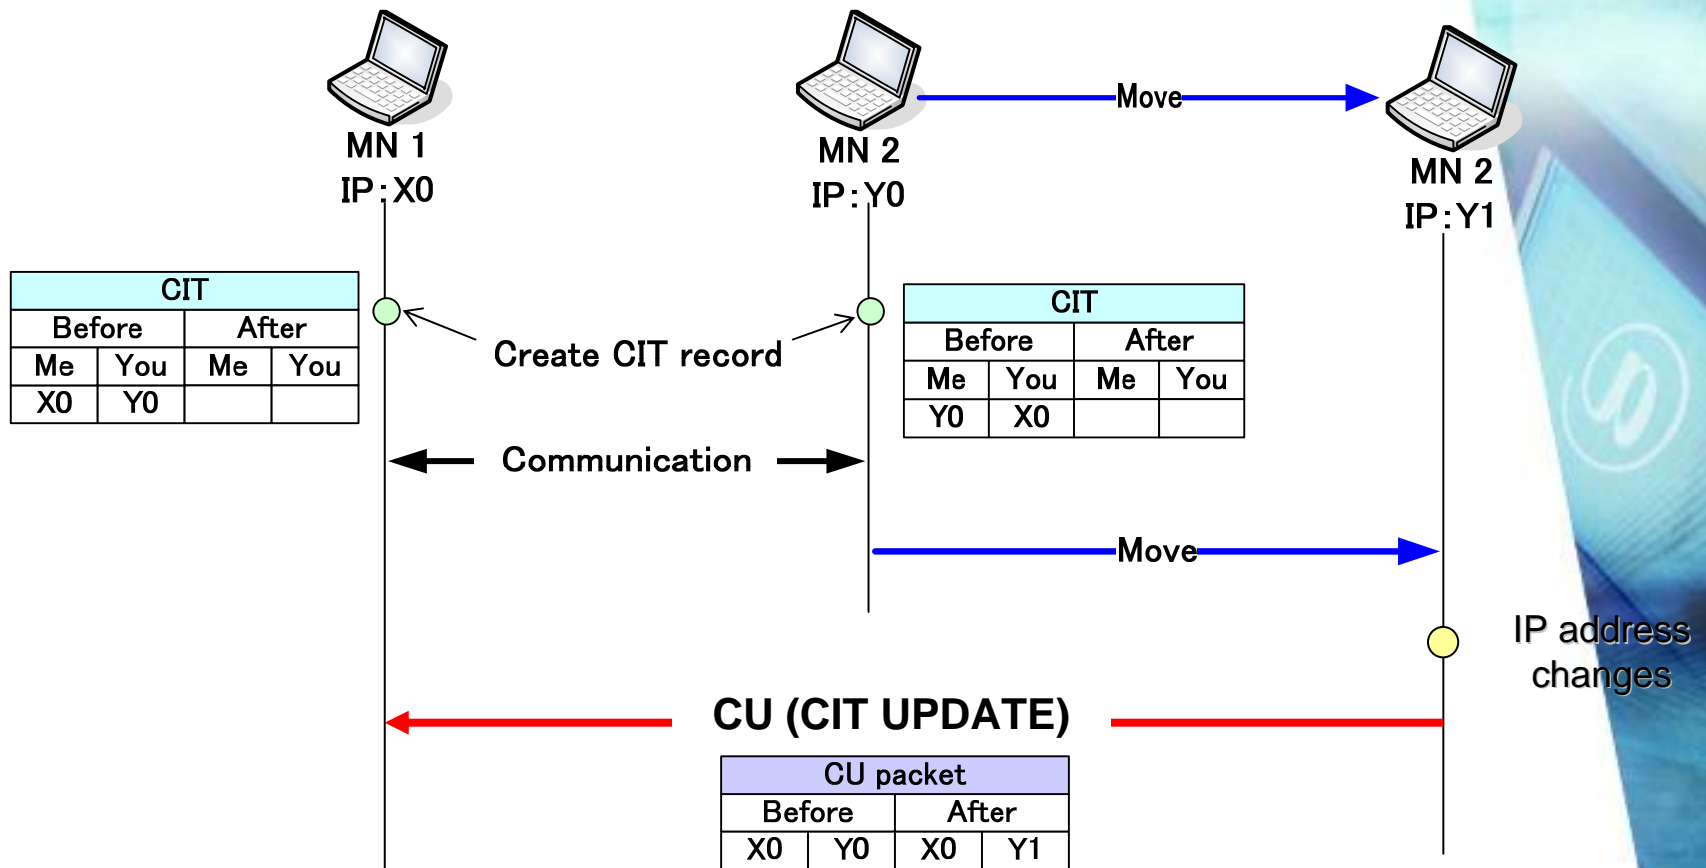 Move
MN 1
IP:X0
MN 2
IP:Y0
MN 2
IP:Y1
CIT
Before After
Me You Me You
X0 Y0
Create CIT record
CIT
Before After
Me You Me You
Y0 X0
Communication
Move
IP address
changes
CU (CIT UPDATE)
CU packet
Before After
X0 Y0 X0 Y1